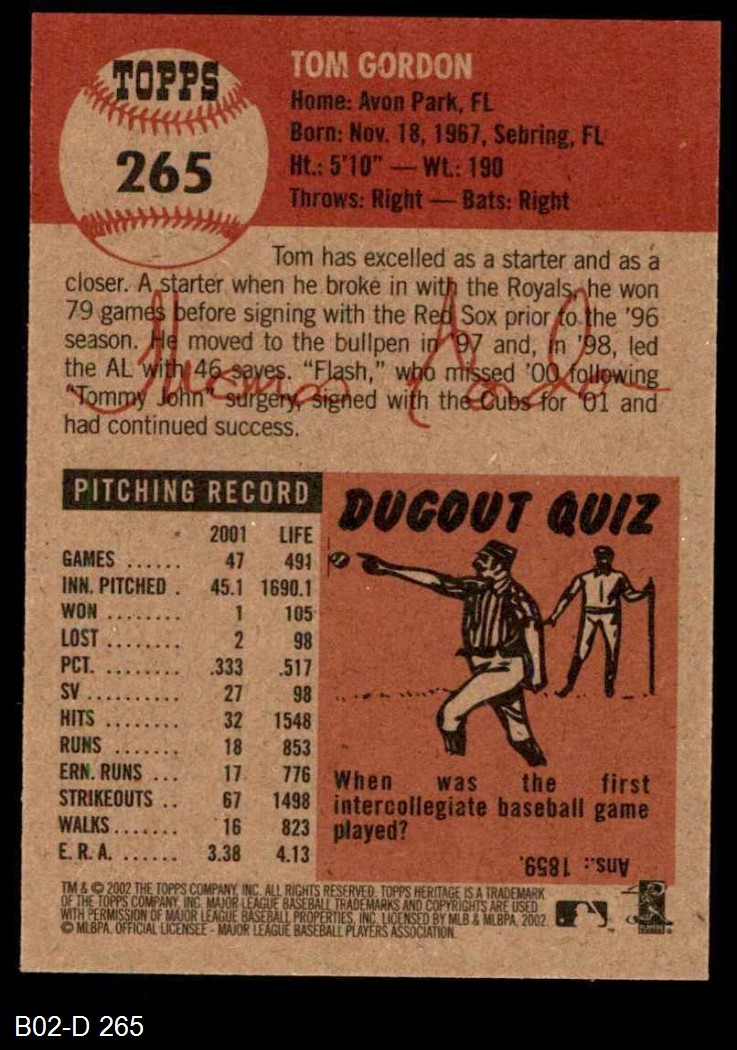 TOPPS
265
TOM GORDON
Home: Avon Park, FL
Born: Nov. 18, 1967, Sebring, FL
Ht.: 5'10" — Wt.: 190
Throws: Right — Bats: Right
Tom has excelled as a starter and as a
closer. A starter when he broke in with the Royals, he won
79 games before signing with the Red Sox prior to the '96
season. He moved to the bullpen in '97 and, in '98, led
the AL with 46 saves. "Flash," who missed '00 following
"Tommy John" surgery, signed with the Cubs for '01 and
had continued success.
Thomas Gordon
PITCHING RECORD
2001 LIFE
GAMES ...... 47 491
INN. PITCHED . 45.1 1690.1
WON ........ 1 105
LOST ........ 2 98
PCT. ........ .333 .517
SV .......... 27 98
HITS ........ 32 1548
RUNS ....... 18 853
ERN. RUNS ... 17 776
STRIKEOUTS .. 67 1498
WALKS....... 16 823
E. R. A. ...... 3.38 4.13
DUGOUT QUIZ
When was the first
intercollegiate baseball game
played?
Ans.: 1859.
TM & © 2002 THE TOPPS COMPANY, INC. ALL RIGHTS RESERVED. TOPPS HERITAGE IS A TRADEMARK
OF THE TOPPS COMPANY, INC. MAJOR LEAGUE BASEBALL TRADEMARKS AND COPYRIGHTS ARE USED
WITH PERMISSION OF MAJOR LEAGUE BASEBALL PROPERTIES, INC. LICENSED BY MLB & MLBPA, 2002.
© MLBPA. OFFICIAL LICENSEE - MAJOR LEAGUE BASEBALL PLAYERS ASSOCIATION.
B02-D 265